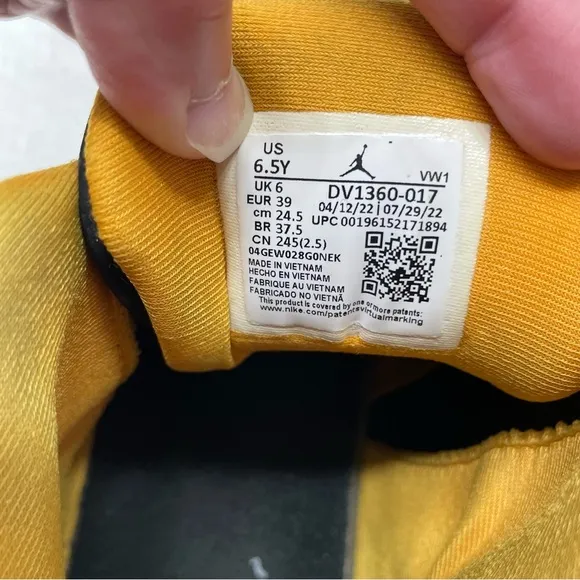 US
6.5Y
VW1
UK 6
DV1360-017
EUR 39
04/12/22 | 07/29/22
cm 24.5
UPC 00196152171894
BR 37.5
CN 245(2.5)
04GEW028G0NEK
MADE IN VIETNAM
HECHO EN VIETNAM
FABRIQUE AU VIETNAM
FABRICADO NO VIETNÃ
This product is covered by one or more patents:
www.nike.com/patentsvirtualmarking